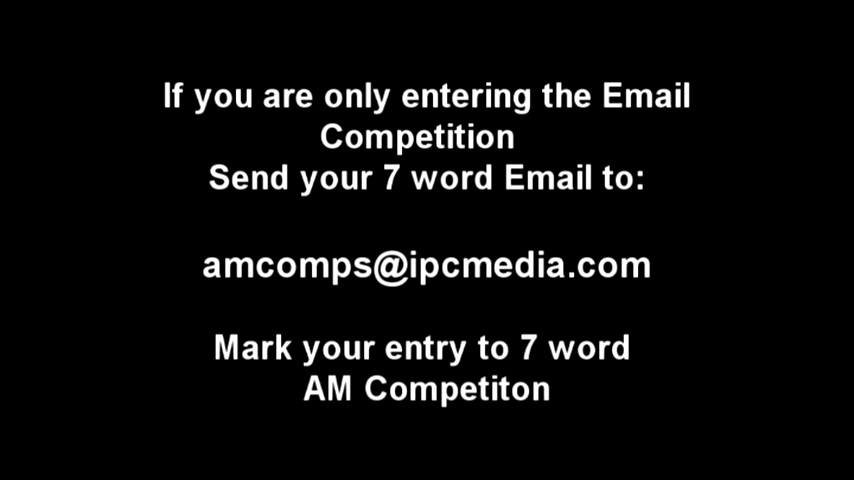 If you are only entering the Email
Competition
Send your 7 word Email to:
amcomps@ipcmedia.com
Mark your entry to 7 word
AM Competiton